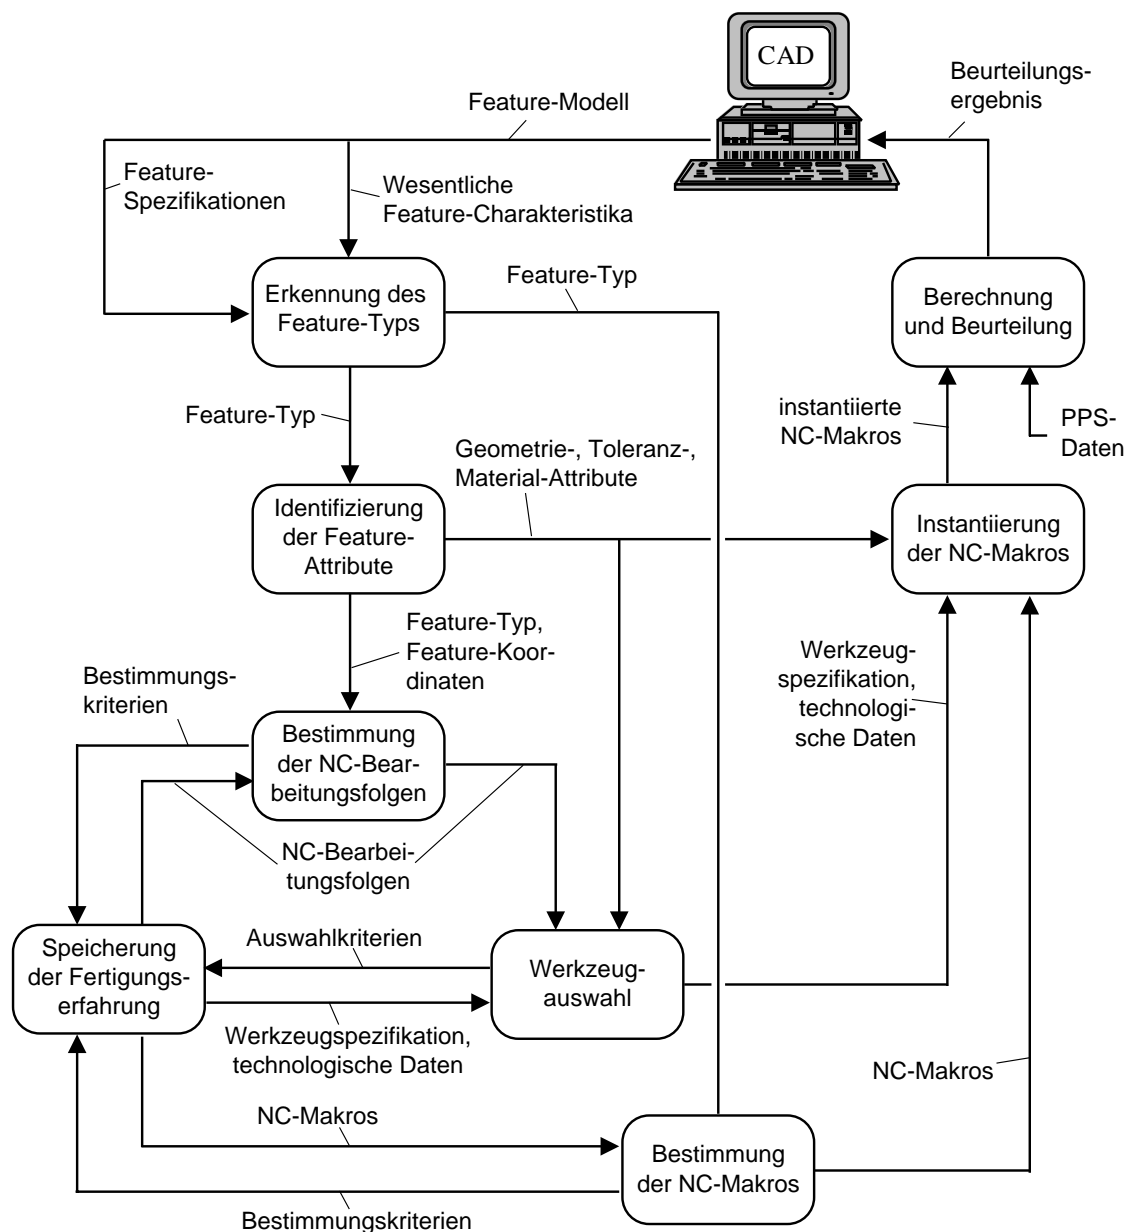 CAD
Beurteilungs-
ergebnis
Feature-Modell
Feature-
Spezifikationen
Wesentliche
Feature-Charakteristika
Erkennung des
Feature-Typs
Feature-Typ
Berechnung
und Beurteilung
Feature-Typ
instantiierte
NC-Makros
PPS-
Daten
Geometrie-, Toleranz-,
Material-Attribute
Identifizierung
der Feature-
Attribute
Instantiierung
der NC-Makros
Feature-Typ,
Feature-Koor-
dinaten
Bestimmungs-
kriterien
Werkzeug-
spezifikation,
technologi-
sche Daten
Bestimmung
der NC-Bear-
beitungsfolgen
NC-Bearbei-
tungsfolgen
Speicherung
der Fertigungs-
erfahrung
Auswahlkriterien
Werkzeug-
auswahl
Werkzeugspezifikation,
technologische Daten
NC-Makros
NC-Makros
Bestimmung
der NC-Makros
Bestimmungskriterien